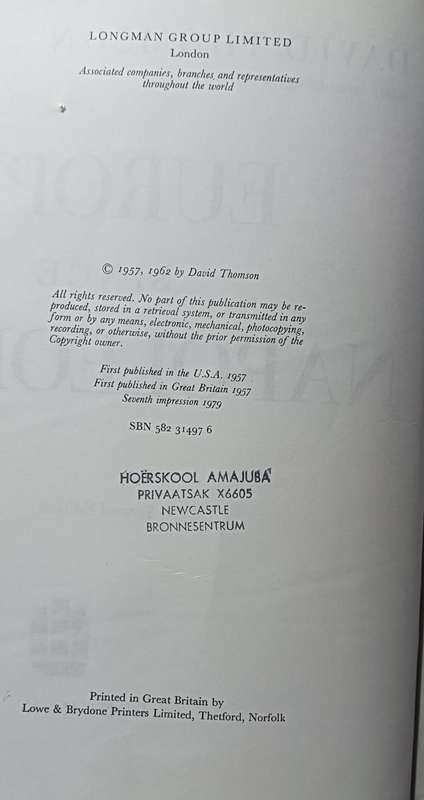 LONGMAN GROUP LIMITED
London
Associated companies, branches and representatives
throughout the world
© 1957, 1962 by David Thomson
All rights reserved. No part of this publication may be re-
produced, stored in a retrieval system, or transmitted in any
form or by any means, electronic, mechanical, photocopying,
recording, or otherwise, without the prior permission of the
Copyright owner.
First published in the U.S.A. 1957
First published in Great Britain 1957
Seventh impression 1979
SBN 582 31497 6
HOËRSKOOL AMAJUBA
PRIVAATSAK X6605
NEWCASTLE
BRONNESENTRUM
Printed in Great Britain by
Lowe & Brydone Printers Limited, Thetford, Norfolk